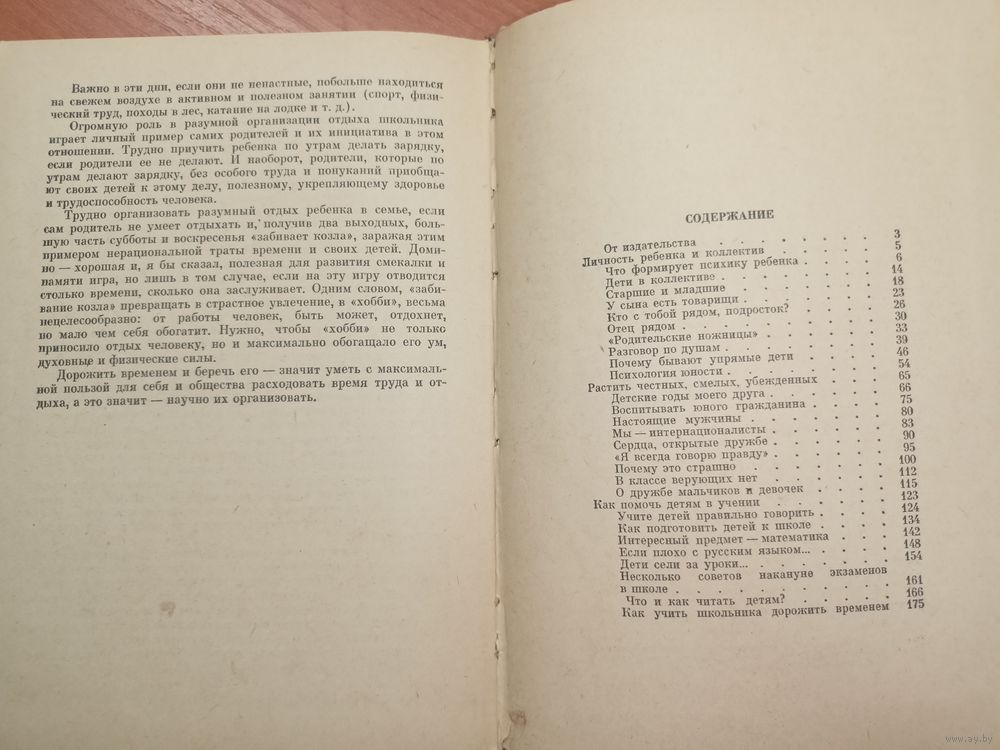 Важно в эти дни, если они не ненастные, побольше находиться
на свежем воздухе в активном и полезном занятии (спорт, физи-
ческий труд, походы в лес, катание на лодке и т. д.).
Огромную роль в разумной организации отдыха школьника
играет личный пример самих родителей и их инициатива в этом
отношении. Трудно приучить ребенка по утрам делать зарядку,
если родители ее не делают. И наоборот, родители, которые по
утрам делают зарядку, без особого труда и понуканий приобща-
ют своих детей к этому делу, полезному, укрепляющему здоровье
и трудоспособность человека.
Трудно организовать разумный отдых ребенка в семье, если
сам родитель не умеет отдыхать и, получив два выходных, боль-
шую часть субботы и воскресенья «забивает козла», заражая этим
примером нерациональной траты времени и своих детей. Доми-
но — хорошая и, я бы сказал, полезная для развития смекалки и
памяти игра, но лишь в том случае, если на эту игру отводится
столько времени, сколько она заслуживает. Одним словом, «заби-
вание козла» превращать в страстное увлечение, в «хобби», весьма
нецелесообразно: от работы человек, быть может, отдохнет,
но мало чем себя обогатит. Нужно, чтобы «хобби» не только
приносило отдых человеку, но и максимально обогащало его ум,
духовные и физические силы.
Дорожить временем и беречь его — значит уметь с максималь-
ной пользой для себя и общества расходовать время труда и от-
дыха, а это значит — научно их организовать.
СОДЕРЖАНИЕ
От издательства . . . . . . . 3
Личность ребенка и коллектив . . . . . 5
Что формирует психику ребенка . . . . 6
Дети в коллективе . . . . . . . 14
Старшие и младшие . . . . . . 18
У сына есть товарищи . . . . . . 23
Кто с тобой рядом, подросток? . . . . 26
Отец рядом . . . . . . . . 30
«Родительские ножницы» . . . . . 33
Разговор по душам . . . . . . 39
Почему бывают упрямые дети . . . . 46
Психология юности . . . . . . . 54
Растить честных, смелых, убежденных . . . 65
Детские годы моего друга . . . . . 66
Воспитывать юного гражданина . . . . 75
Настоящие мужчины . . . . . . 80
Мы — интернационалисты . . . . . 83
Сердца, открытые дружбе . . . . . 90
«Я всегда говорю правду» . . . . . 95
Почему это страшно . . . . . . 100
В классе верующих нет . . . . . 112
О дружбе мальчиков и девочек . . . . 115
Как помочь детям в учении . . . . . 123
Учите детей правильно говорить . . . . 124
Как подготовить детей к школе . . . . 134
Интересный предмет — математика . . . 142
Если плохо с русским языком... . . . . 148
Дети сели за уроки... . . . . . . 154
Несколько советов накануне экзаменов
в школе . . . . . . . . . 161
Что и как читать детям? . . . . . 166
Как учить школьника дорожить временем 175
www.ay.by